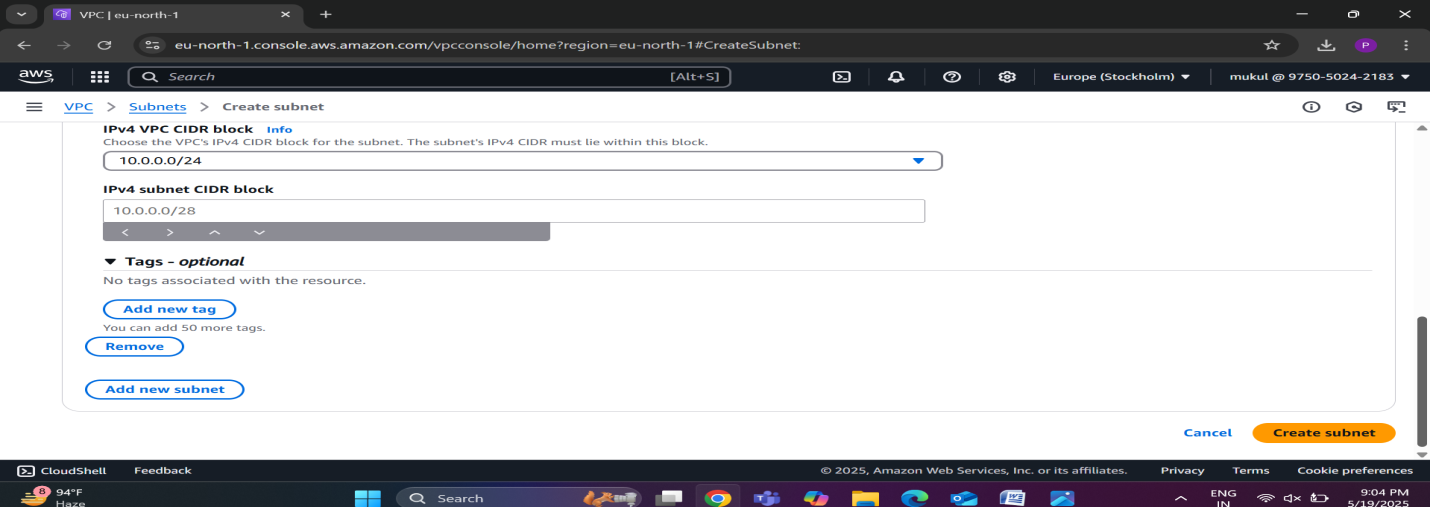 VPC | eu-north-1
eu-north-1.console.aws.amazon.com/vpcconsole/home?region=eu-north-1#CreateSubnet:
P
aws
Search
[Alt+S]
Europe (Stockholm)
mukul @ 9750-5024-2183
VPC > Subnets > Create subnet
IPv4 VPC CIDR block Info
Choose the VPC's IPv4 CIDR block for the subnet. The subnet's IPv4 CIDR must lie within this block.
10.0.0.0/24
IPv4 subnet CIDR block
10.0.0.0/28
Tags - optional
No tags associated with the resource.
Add new tag
You can add 50 more tags.
Remove
Add new subnet
Cancel
Create subnet
CloudShell
Feedback
© 2025, Amazon Web Services, Inc. or its affiliates.
Privacy
Terms
Cookie preferences
8
94°F
Haze
Search
ENG
IN
9:04 PM
5/19/2025